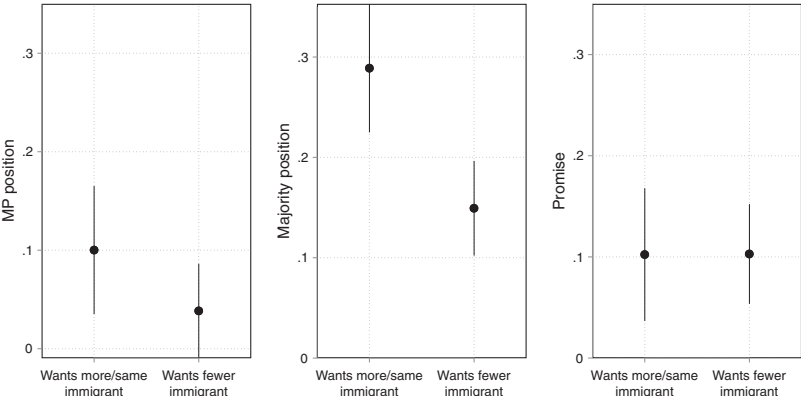 MP position
.3
.2
.1
0
Wants more/same
immigrant
Wants fewer
immigrant
Majority position
.3
.2
.1
0
Wants more/same
immigrant
Wants fewer
immigrant
Promise
.3
.2
.1
0
Wants more/same
immigrant
Wants fewer
immigrant